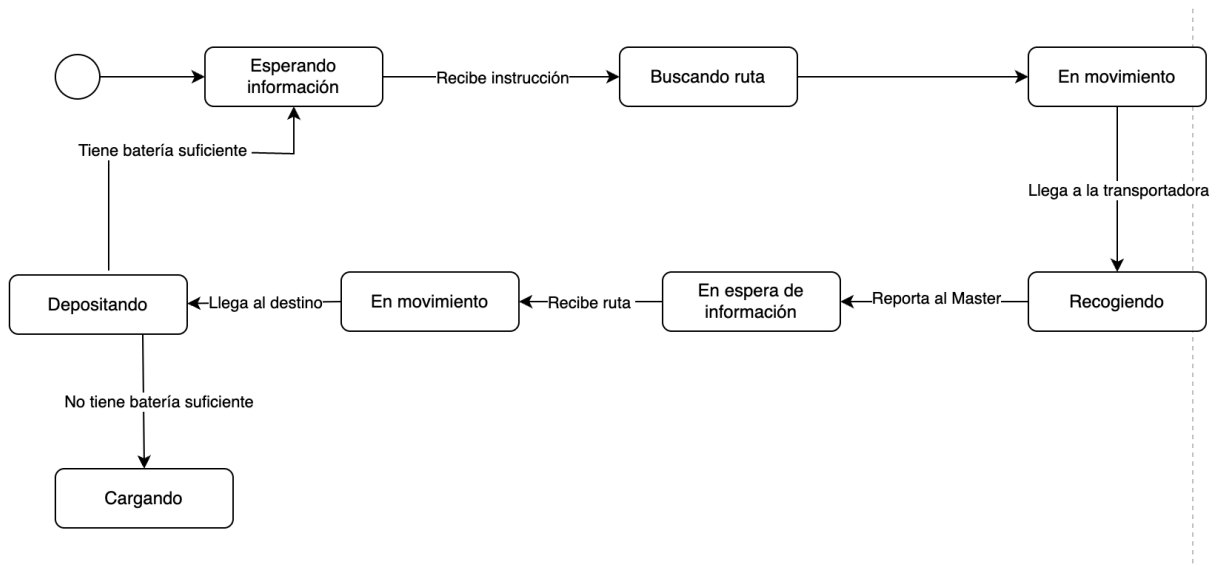 Esperando
información
Recibe instrucción
Buscando ruta
En movimiento
Tiene batería suficiente
Llega a la transportadora
Depositando
Llega al destino
En movimiento
Recibe ruta
En espera de
información
Reporta al Master
Recogiendo
No tiene batería suficiente
Cargando